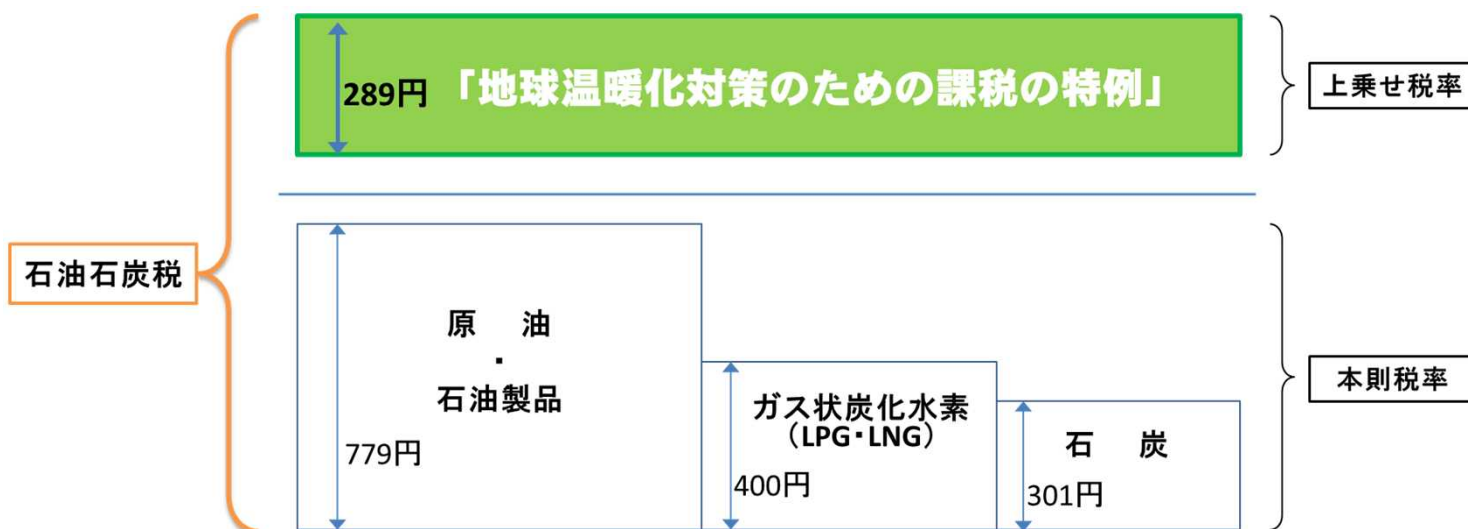 289円 「地球温暖化対策のための課税の特例」
上乗せ税率
石油石炭税
原　油
・
石油製品
779円
ガス状炭化水素
（LPG・LNG）
400円
石　炭
301円
本則税率